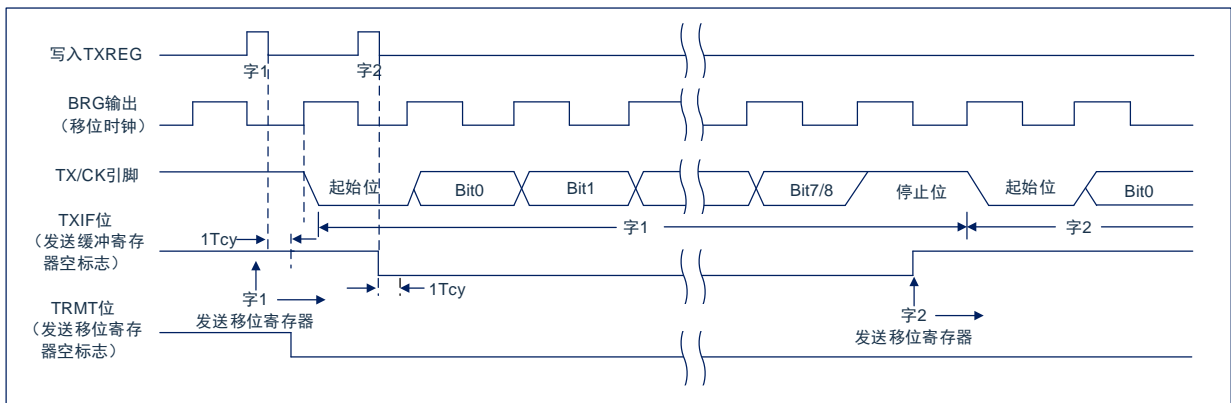 写入TXREG
字1
字2
BRG输出
（移位时钟）
TX/CK引脚
起始位
Bit0
Bit1
Bit7/8
停止位
起始位
Bit0
TXIF位
（发送缓冲寄存
器空标志）
1Tcy
字1
字2
1Tcy
字1
发送移位寄存器
字2
发送移位寄存器
TRMT位
（发送移位寄存
器空标志）